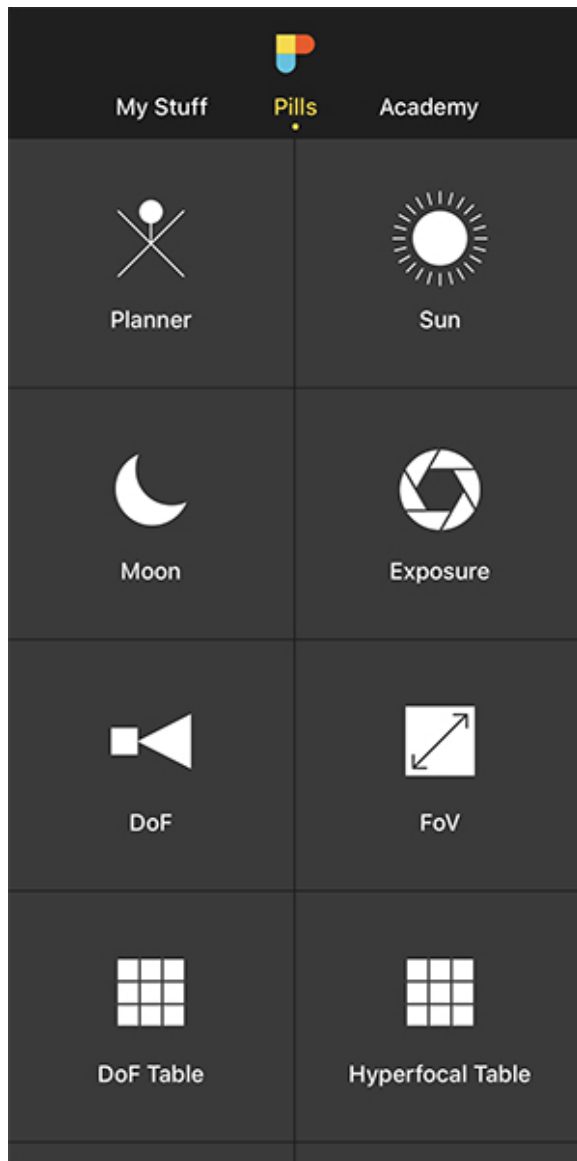 My Stuff Pills Academy
Planner Sun
Moon Exposure
DoF FoV
DoF Table Hyperfocal Table